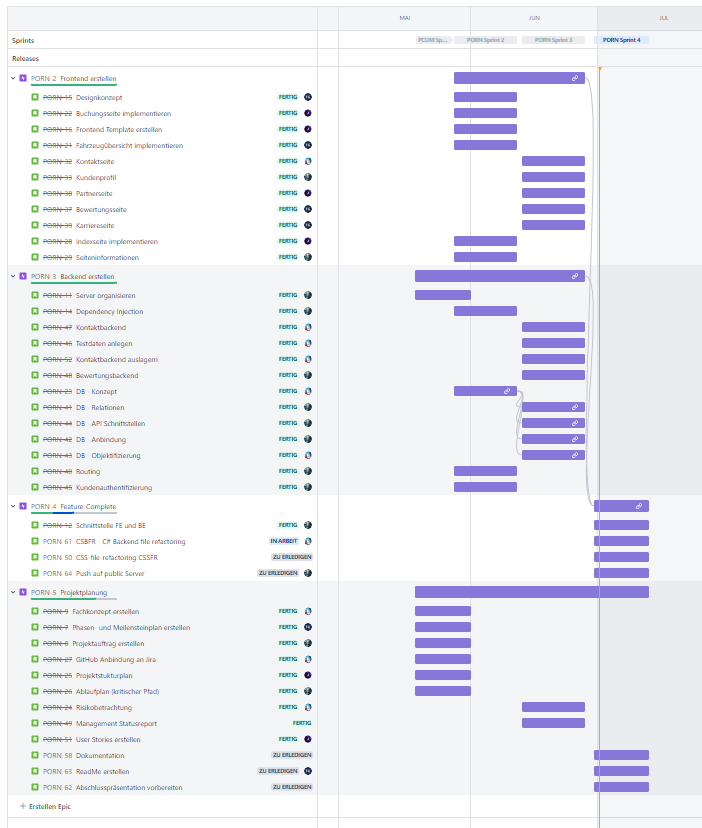 MAI JUN JUL
Sprints PCUM Sp... PORN Sprint 2 PORN Sprint 3 PORN Sprint 4
Releases
PORN-2 Frontend erstellen
PORN-15 Designkonzept FERTIG
PORN-22 Buchungsseite implementieren FERTIG
PORN-16 Frontend Template erstellen FERTIG
PORN-21 Fahrzeugübersicht implementieren FERTIG
PORN-32 Kontaktseite FERTIG
PORN-33 Kundenprofil FERTIG
PORN-38 Partnerseite FERTIG
PORN-37 Bewertungsseite FERTIG
PORN-39 Karriereseite FERTIG
PORN-28 Indexseite implementieren FERTIG
PORN-29 Seiteninformationen FERTIG
PORN-3 Backend erstellen
PORN-11 Server organisieren FERTIG
PORN-14 Dependency Injection FERTIG
PORN-47 Kontaktbackend FERTIG
PORN-46 Testdaten anlegen FERTIG
PORN-52 Kontaktbackend auslagern FERTIG
PORN-48 Bewertungsbackend FERTIG
PORN-23 DB - Konzept FERTIG
PORN-41 DB - Relationen FERTIG
PORN-44 DB - API Schnittstellen FERTIG
PORN-42 DB - Anbindung FERTIG
PORN-43 DB - Objektifizierung FERTIG
PORN-40 Routing FERTIG
PORN-45 Kundenauthentifizierung FERTIG
PORN-4 Feature Complete
PORN-12 Schnittstelle FE und BE FERTIG
PORN-61 CSBFR - C# Backend file refactoring IN ARBEIT
PORN-50 CSS-file-refactoring CSSFR ZU ERLEDIGEN
PORN-64 Push auf public Server ZU ERLEDIGEN
PORN-5 Projektplanung
PORN-9 Fachkonzept erstellen FERTIG
PORN-7 Phasen- und Meilensteinplan erstellen FERTIG
PORN-8 Projektauftrag erstellen FERTIG
PORN-27 GitHub Anbindung an Jira FERTIG
PORN-25 Projektstukturplan FERTIG
PORN-26 Ablaufplan (kritischer Pfad) FERTIG
PORN-24 Risikobetrachtung FERTIG
PORN-49 Management Statusreport FERTIG
PORN-51 User Stories erstellen FERTIG
PORN-58 Dokumentation ZU ERLEDIGEN
PORN-63 ReadMe erstellen ZU ERLEDIGEN
PORN-62 Abschlusspräsentation vorbereiten ZU ERLEDIGEN
+ Erstellen Epic